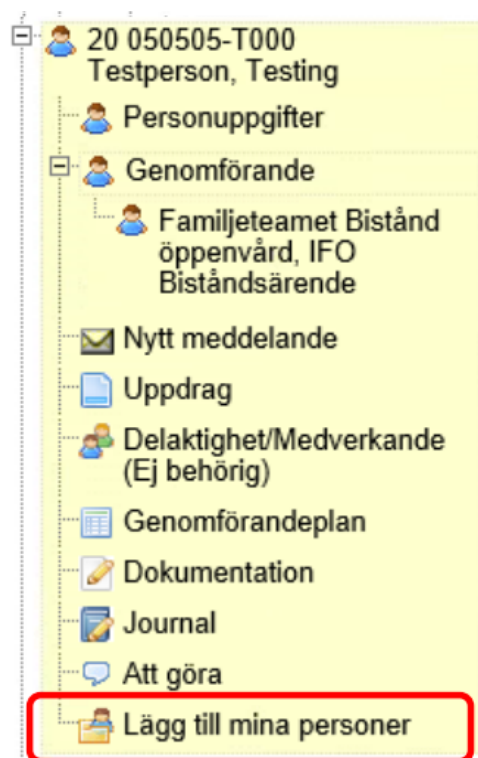 20 050505-T000
Testperson, Testing
Personuppgifter
Genomförande
Familjeteamet Bistånd
öppenvård, IFO
Biståndsärende
Nytt meddelande
Uppdrag
Delaktighet/Medverkande
(Ej behörig)
Genomförandeplan
Dokumentation
Journal
Att göra
Lägg till mina personer